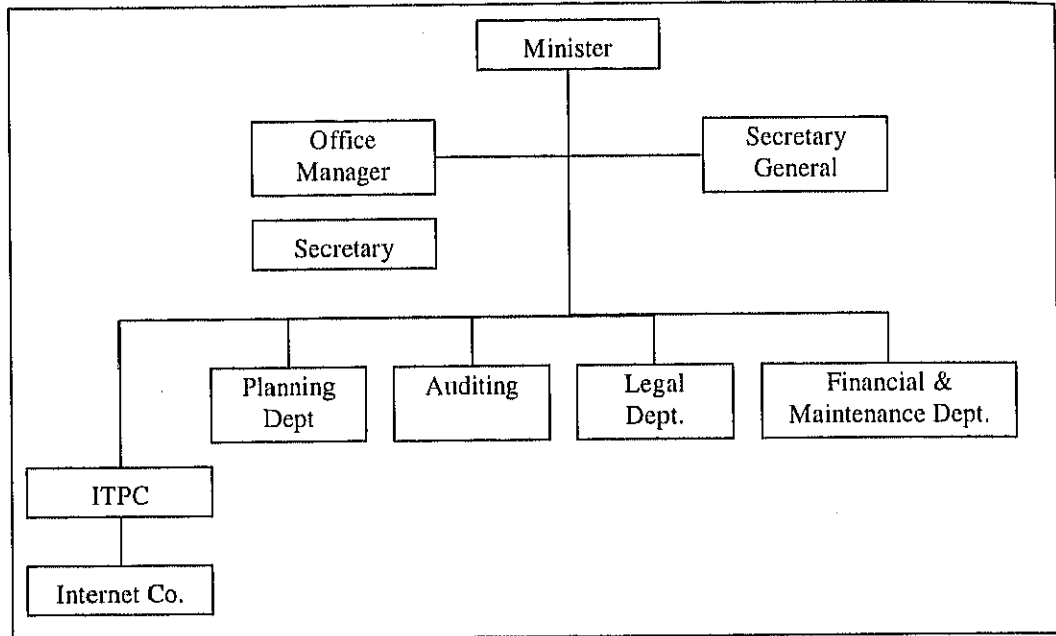 Minister
Office
Manager
Secretary
General
Secretary
Planning
Dept
Auditing
Legal
Dept.
Financial &
Maintenance Dept.
ITPC
Internet Co.